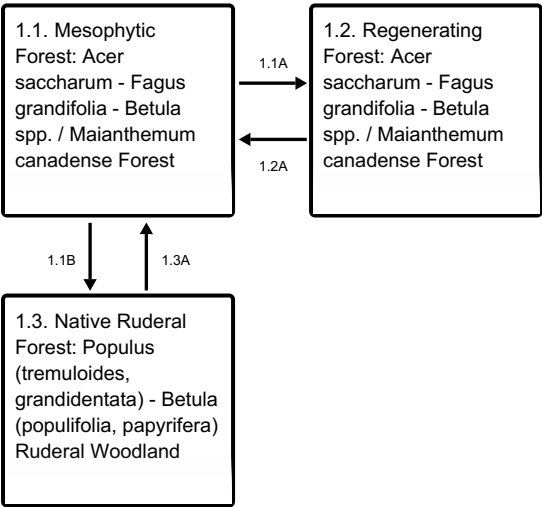 1.1. Mesophytic
Forest: Acer
saccharum - Fagus
grandifolia - Betula
spp. / Maianthemum
canadense Forest
1.1A
1.2A
1.2. Regenerating
Forest: Acer
saccharum - Fagus
grandifolia - Betula
spp. / Maianthemum
canadense Forest
1.1B
1.3A
1.3. Native Ruderal
Forest: Populus
(tremuloides,
grandidentata) - Betula
(populifolia, papyrifera)
Ruderal Woodland